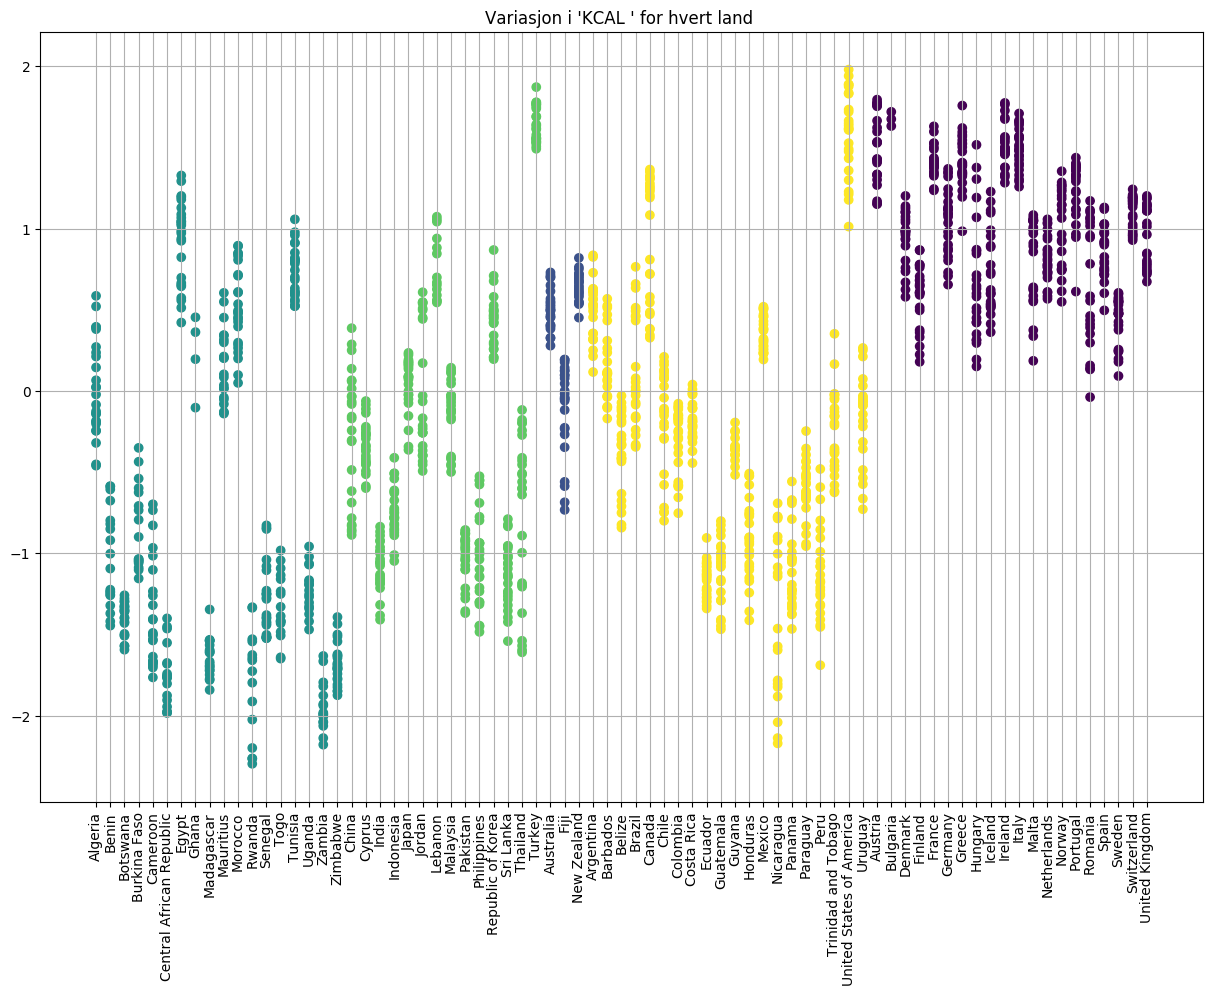 Variasjon i 'KCAL ' for hvert land
2
1
0
−1
−2
Algeria
Benin
Botswana
Burkina Faso
Cameroon
Central African Republic
Egypt
Ghana
Madagascar
Mauritius
Morocco
Rwanda
Senegal
Togo
Tunisia
Uganda
Zambia
Zimbabwe
China
Cyprus
India
Indonesia
Japan
Jordan
Lebanon
Malaysia
Pakistan
Philippines
Republic of Korea
Sri Lanka
Thailand
Turkey
Australia
Fiji
New Zealand
Argentina
Barbados
Belize
Brazil
Canada
Chile
Colombia
Costa Rica
Ecuador
Guatemala
Guyana
Honduras
Mexico
Nicaragua
Panama
Paraguay
Peru
Trinidad and Tobago
United States of America
Uruguay
Austria
Bulgaria
Denmark
Finland
France
Germany
Greece
Hungary
Iceland
Ireland
Italy
Malta
Netherlands
Norway
Portugal
Romania
Spain
Sweden
Switzerland
United Kingdom